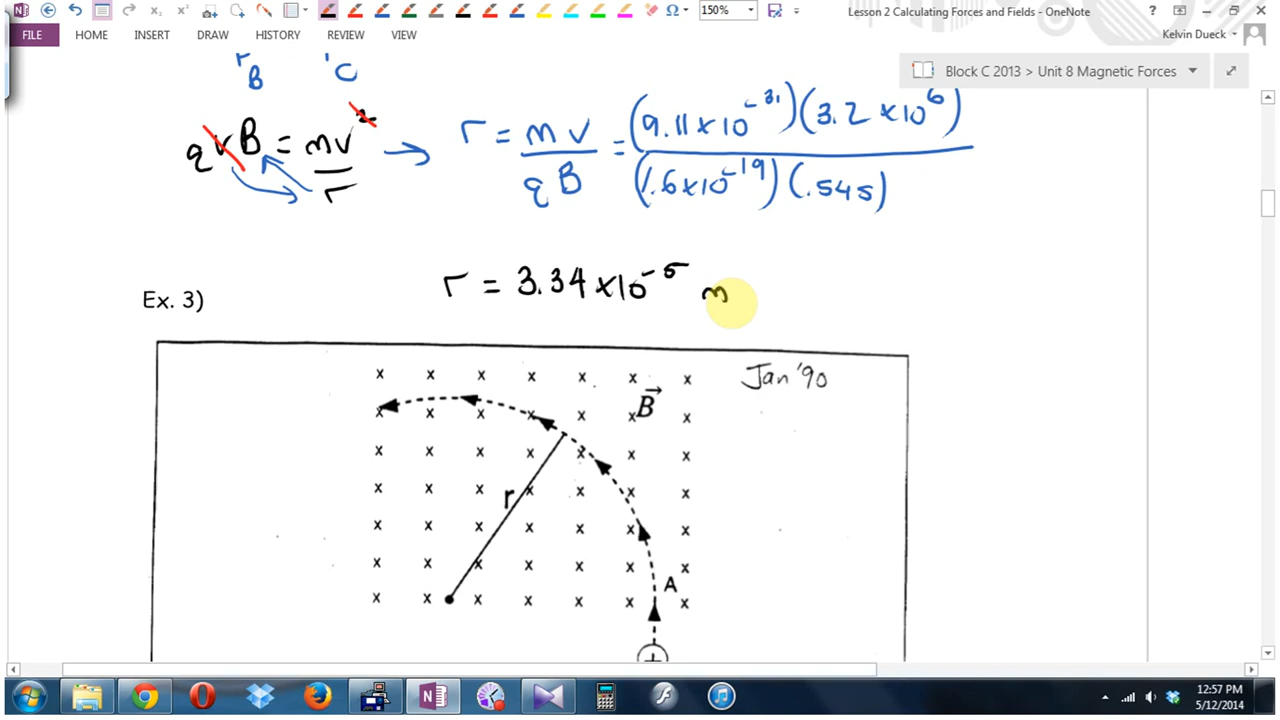 Lesson 2 Calculating Forces and Fields - OneNote
150%
FILE HOME INSERT DRAW HISTORY REVIEW VIEW
Kelvin Dueck
Block C 2013 > Unit 8 Magnetic Forces
B C
qvB = mv² / r → r = mv / qB = (9.11×10⁻³¹)(3.2×10⁶) / (1.6×10⁻¹⁹)(.545)
r = 3.34×10⁻⁵ m
Ex. 3)
Jan '90
x x x x x x x
B
x x x x x x x
x x x x x x x
x x x x x x x
r
x x x x x x x
x x x x x x x
A
x x x x x x x
+
12:57 PM
5/12/2014